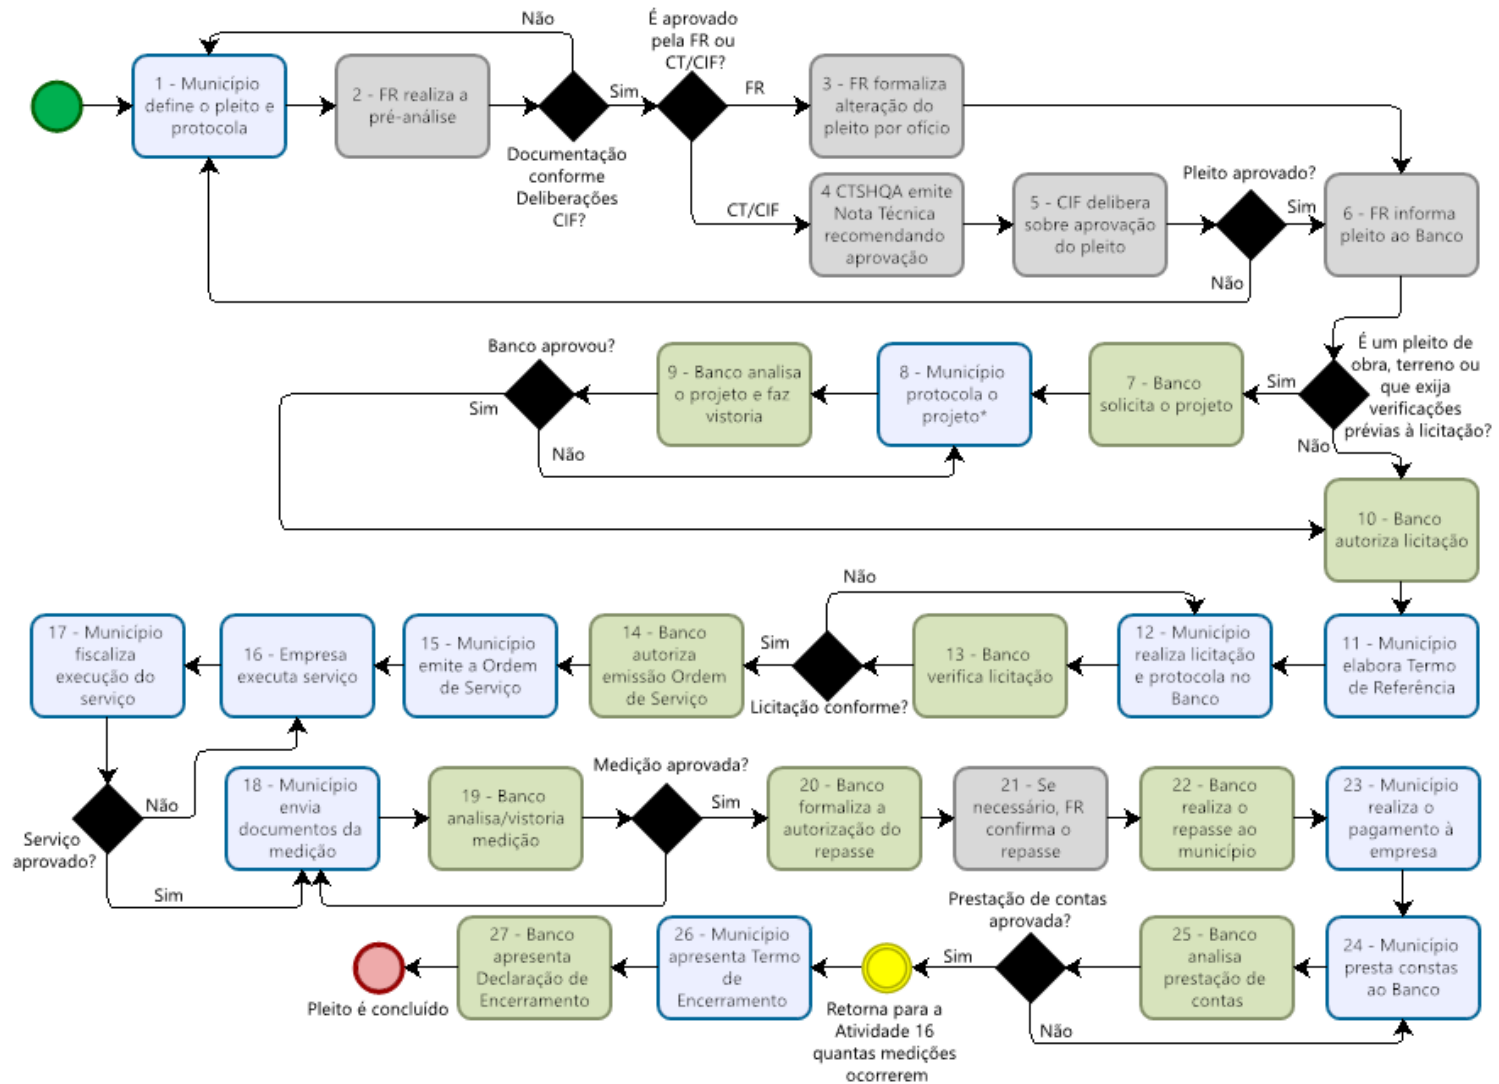 Não
É aprovado
pela FR ou
CT/CIF?
1 - Município
define o pleito e
protocola
2 - FR realiza a
pré-análise
Sim
FR
3 - FR formaliza
alteração do
pleito por ofício
Documentação
conforme
Deliberações
CIF?
CT/CIF
4 CTSHQA emite
Nota Técnica
recomendando
aprovação
5 - CIF delibera
sobre aprovação
do pleito
Pleito aprovado?
Sim
Não
6 - FR informa
pleito ao Banco
É um pleito de
obra, terreno ou
que exija
verificações
prévias à licitação?
Sim
Não
7 - Banco
solicita o projeto
8 - Município
protocola o
projeto*
9 - Banco analisa
o projeto e faz
vistoria
Banco aprovou?
Sim
Não
10 - Banco
autoriza licitação
11 - Município
elabora Termo
de Referência
12 - Município
realiza licitação
e protocola no
Banco
13 - Banco
verifica licitação
Não
Sim
Licitação conforme?
14 - Banco
autoriza
emissão Ordem
de Serviço
15 - Município
emite a Ordem
de Serviço
16 - Empresa
executa serviço
17 - Município
fiscaliza
execução do
serviço
Não
Serviço
aprovado?
Sim
18 - Município
envia
documentos da
medição
19 - Banco
analisa/vistoria
medição
Medição aprovada?
Sim
20 - Banco
formaliza a
autorização do
repasse
21 - Se
necessário, FR
confirma o
repasse
22 - Banco
realiza o
repasse ao
município
23 - Município
realiza o
pagamento à
empresa
24 - Município
presta constas
ao Banco
25 - Banco
analisa
prestação de
contas
Prestação de contas
aprovada?
Sim
Não
Retorna para a
Atividade 16
quantas medições
ocorrerem
26 - Município
apresenta Termo
de
Encerramento
27 - Banco
apresenta
Declaração de
Encerramento
Pleito é concluído